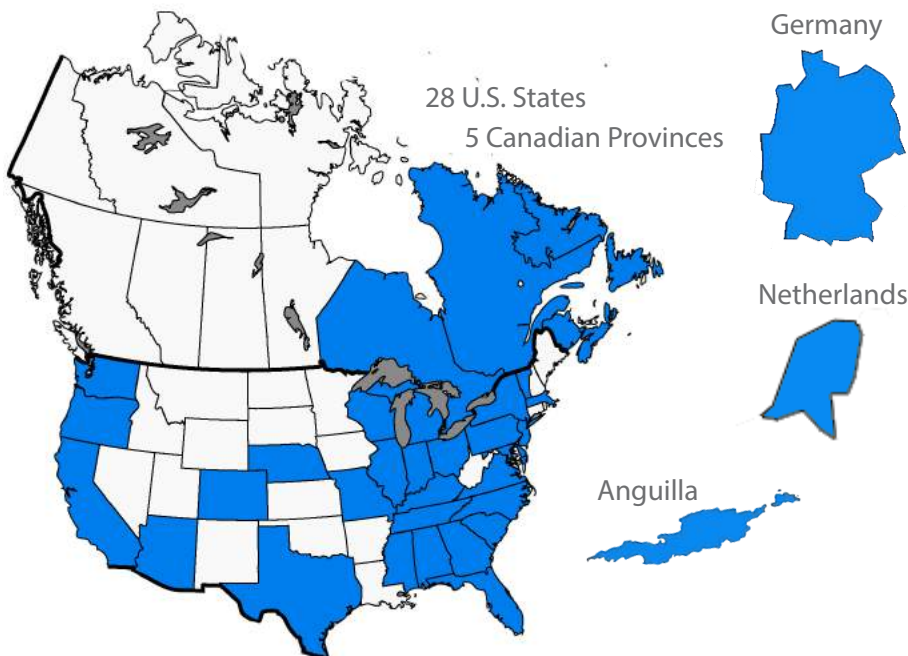 Germany
28 U.S. States
5 Canadian Provinces
Netherlands
Anguilla